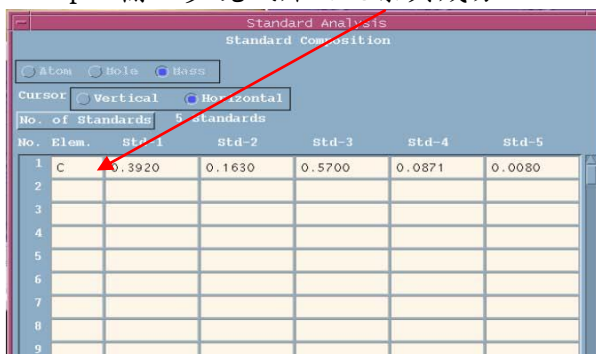 Standard Analysis
Standard Composition
Atom Mole Mass
Cursor Vertical Horizontal
No. of Standards 5 Standards
No. Elem. Std-1 Std-2 Std-3 Std-4 Std-5
1 C 0.3920 0.1630 0.5700 0.0871 0.0080
2
3
4
5
6
7
8
9